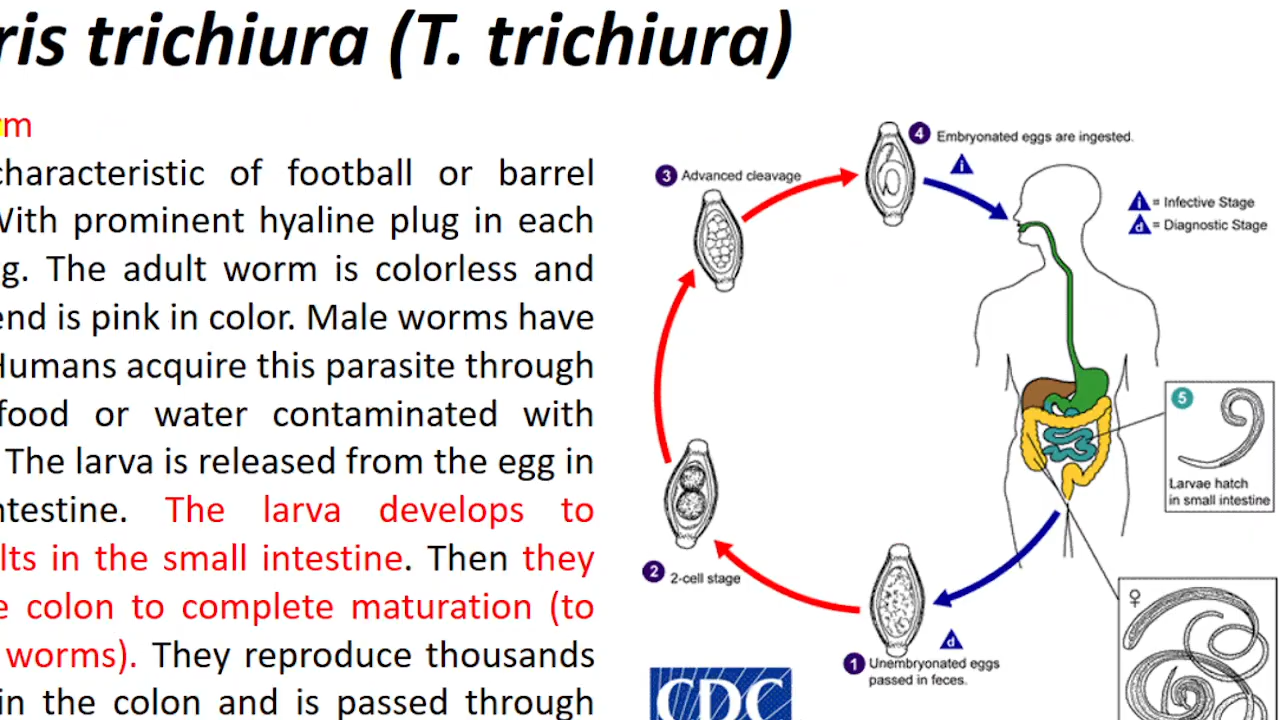 ris trichiura (T. trichiura)
m
characteristic of football or barrel
With prominent hyaline plug in each
g. The adult worm is colorless and
end is pink in color. Male worms have
Humans acquire this parasite through
food or water contaminated with
The larva is released from the egg in
ntestine. The larva develops to
lts in the small intestine. Then they
e colon to complete maturation (to
worms). They reproduce thousands
in the colon and is passed through
4 Embryonated eggs are ingested.
i
3 Advanced cleavage
i = Infective Stage
d = Diagnostic Stage
5
Larvae hatch
in small intestine
2 2-cell stage
♀
d
1 Unembryonated eggs
passed in feces.
CDC